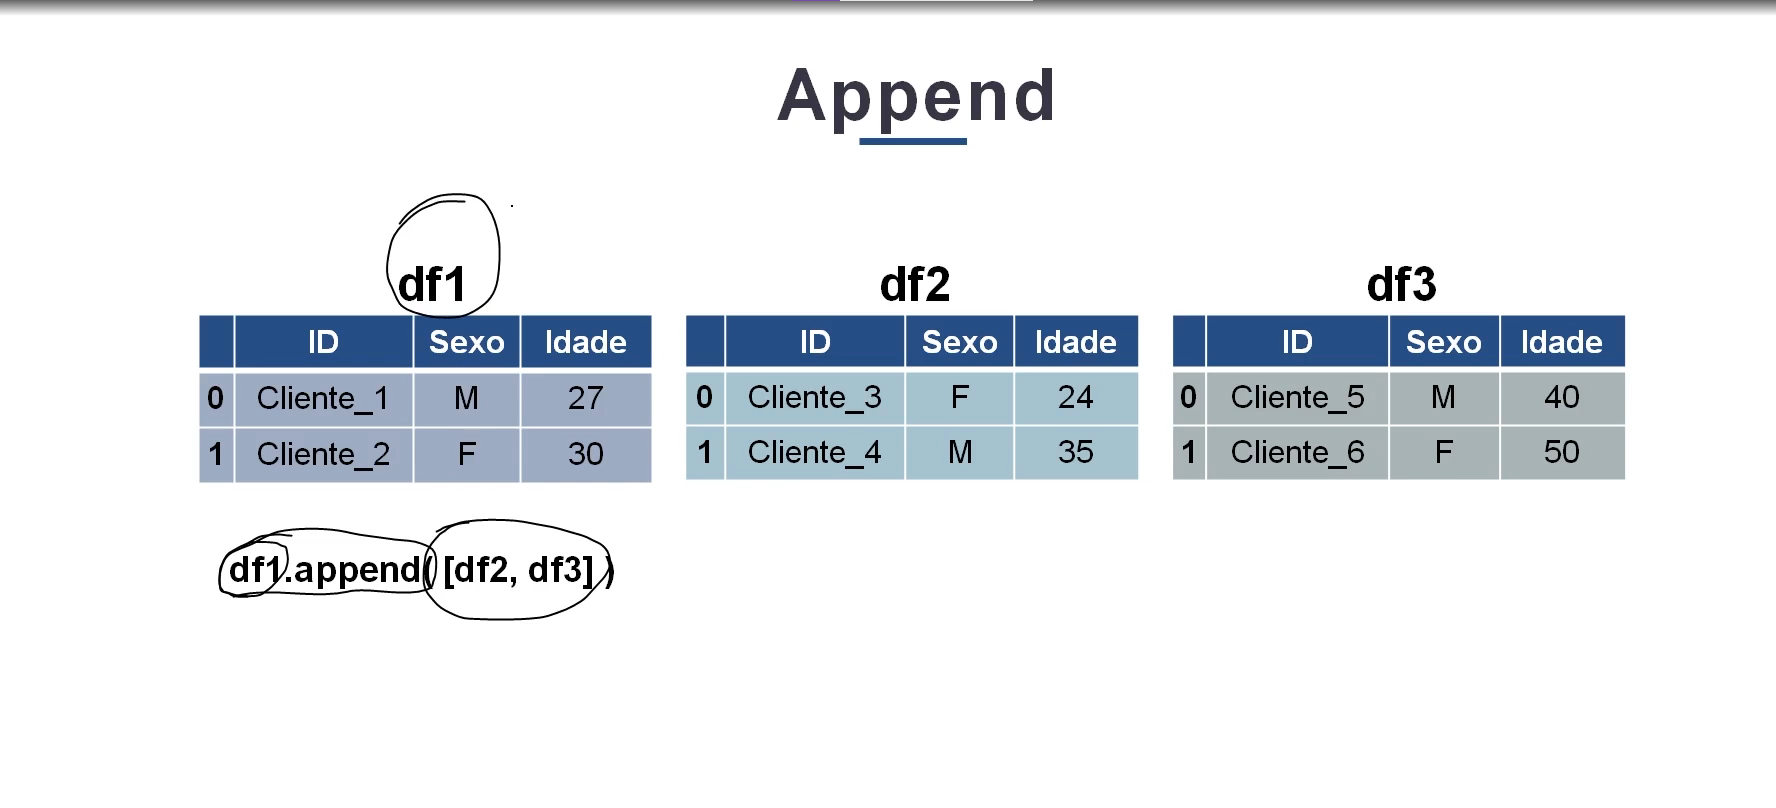 Append
df1 df2 df3
ID Sexo Idade ID Sexo Idade ID Sexo Idade
0 Cliente_1 M 27 0 Cliente_3 F 24 0 Cliente_5 M 40
1 Cliente_2 F 30 1 Cliente_4 M 35 1 Cliente_6 F 50
df1.append( [df2, df3] )